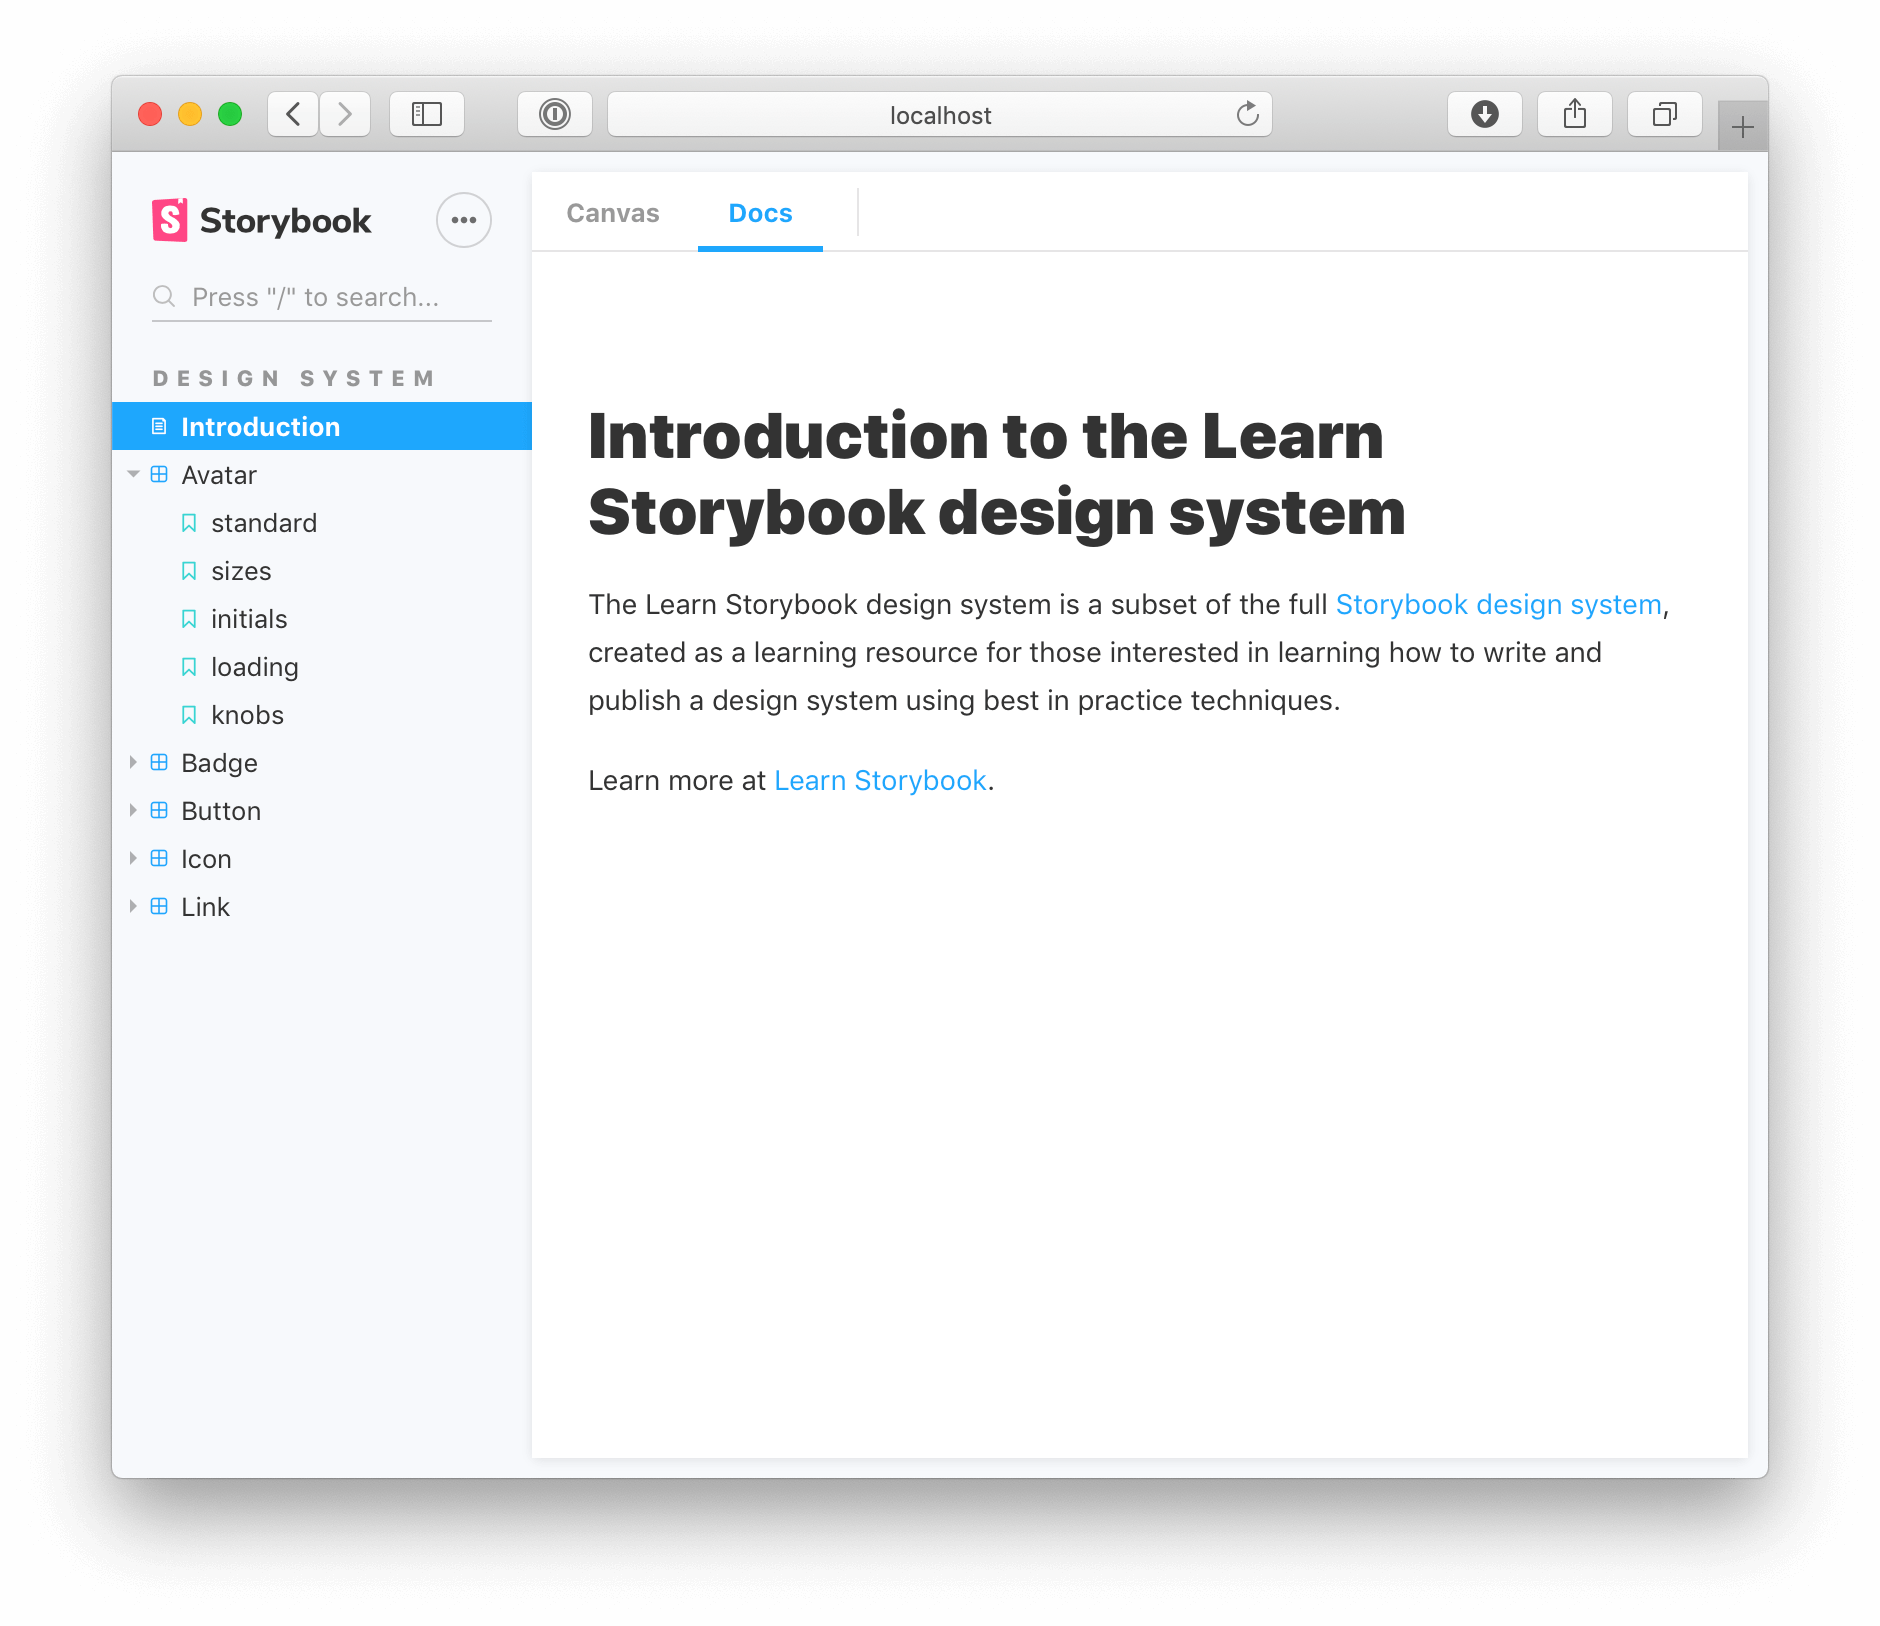 localhost
Storybook
Press "/" to search...
DESIGN SYSTEM
Introduction
Avatar
standard
sizes
initials
loading
knobs
Badge
Button
Icon
Link
Canvas
Docs
Introduction to the Learn
Storybook design system
The Learn Storybook design system is a subset of the full Storybook design system,
created as a learning resource for those interested in learning how to write and
publish a design system using best in practice techniques.
Learn more at Learn Storybook.